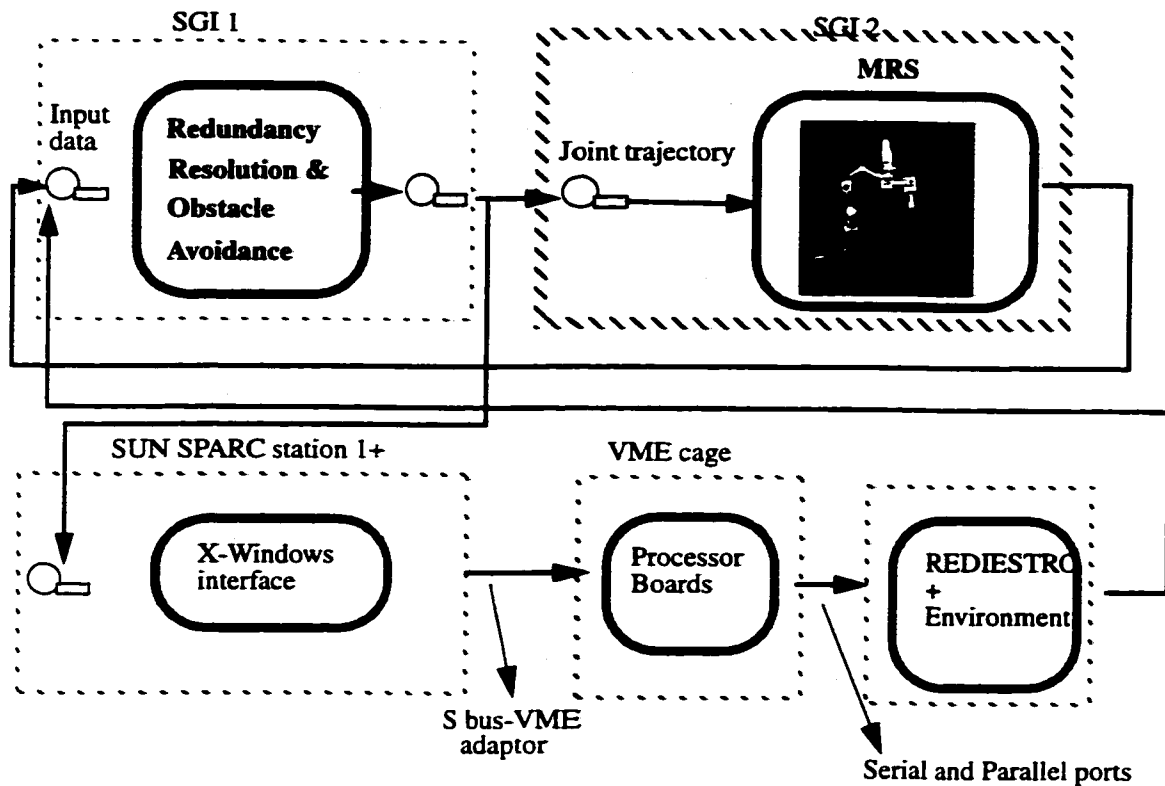 SGI 1
SGI 2
MRS
Input
data
Redundancy
Resolution &
Obstacle
Avoidance
Joint trajectory
SUN SPARC station 1+
VME cage
X-Windows
interface
Processor
Boards
REDIESTRO
+
Environment
S bus-VME
adaptor
Serial and Parallel ports